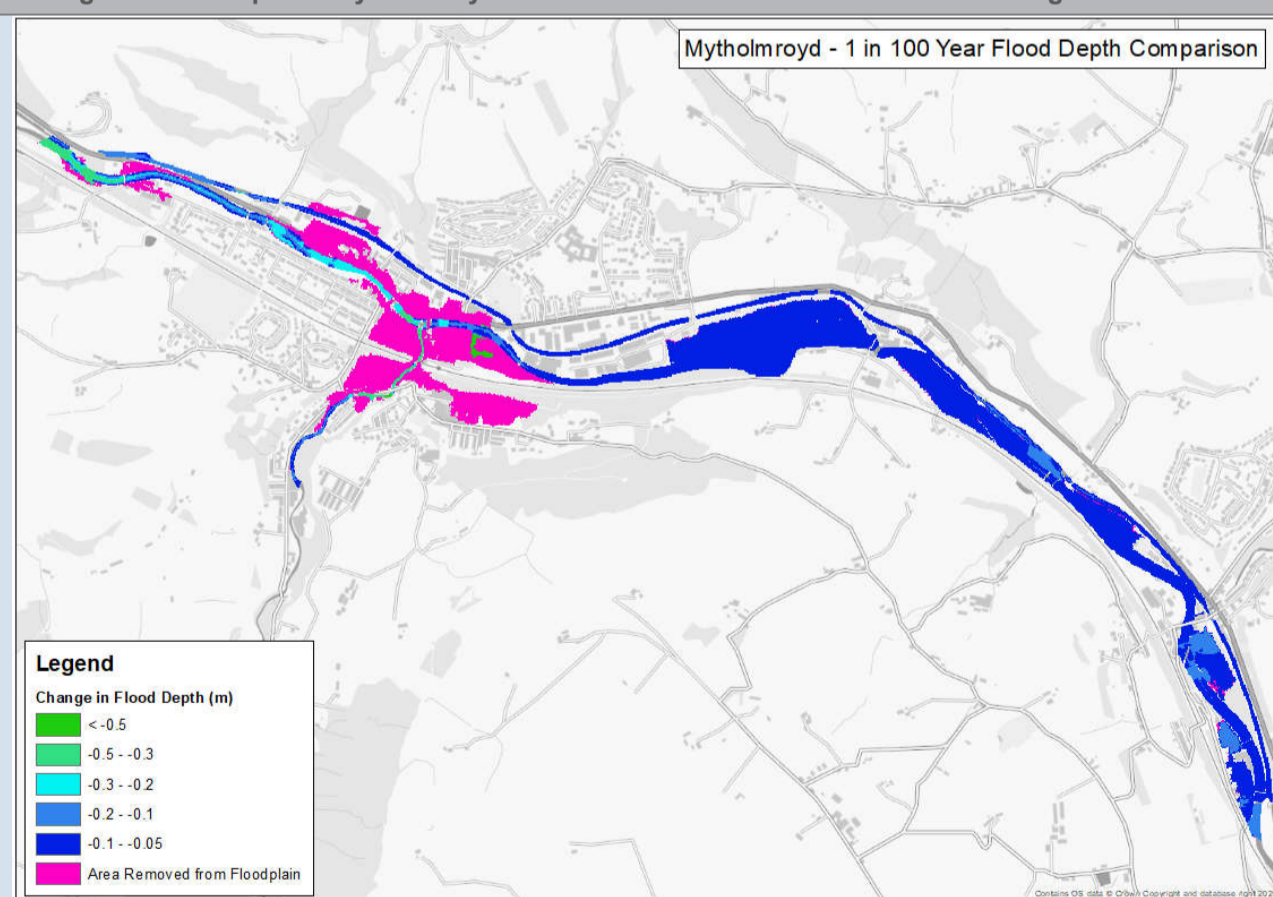 Mytholmroyd - 1 in 100 Year Flood Depth Comparison
Legend
Change in Flood Depth (m)
< -0.5
-0.5 - -0.3
-0.3 - -0.2
-0.2 - -0.1
-0.1 - -0.05
Area Removed from Floodplain
Contains OS data © Crown Copyright and database right